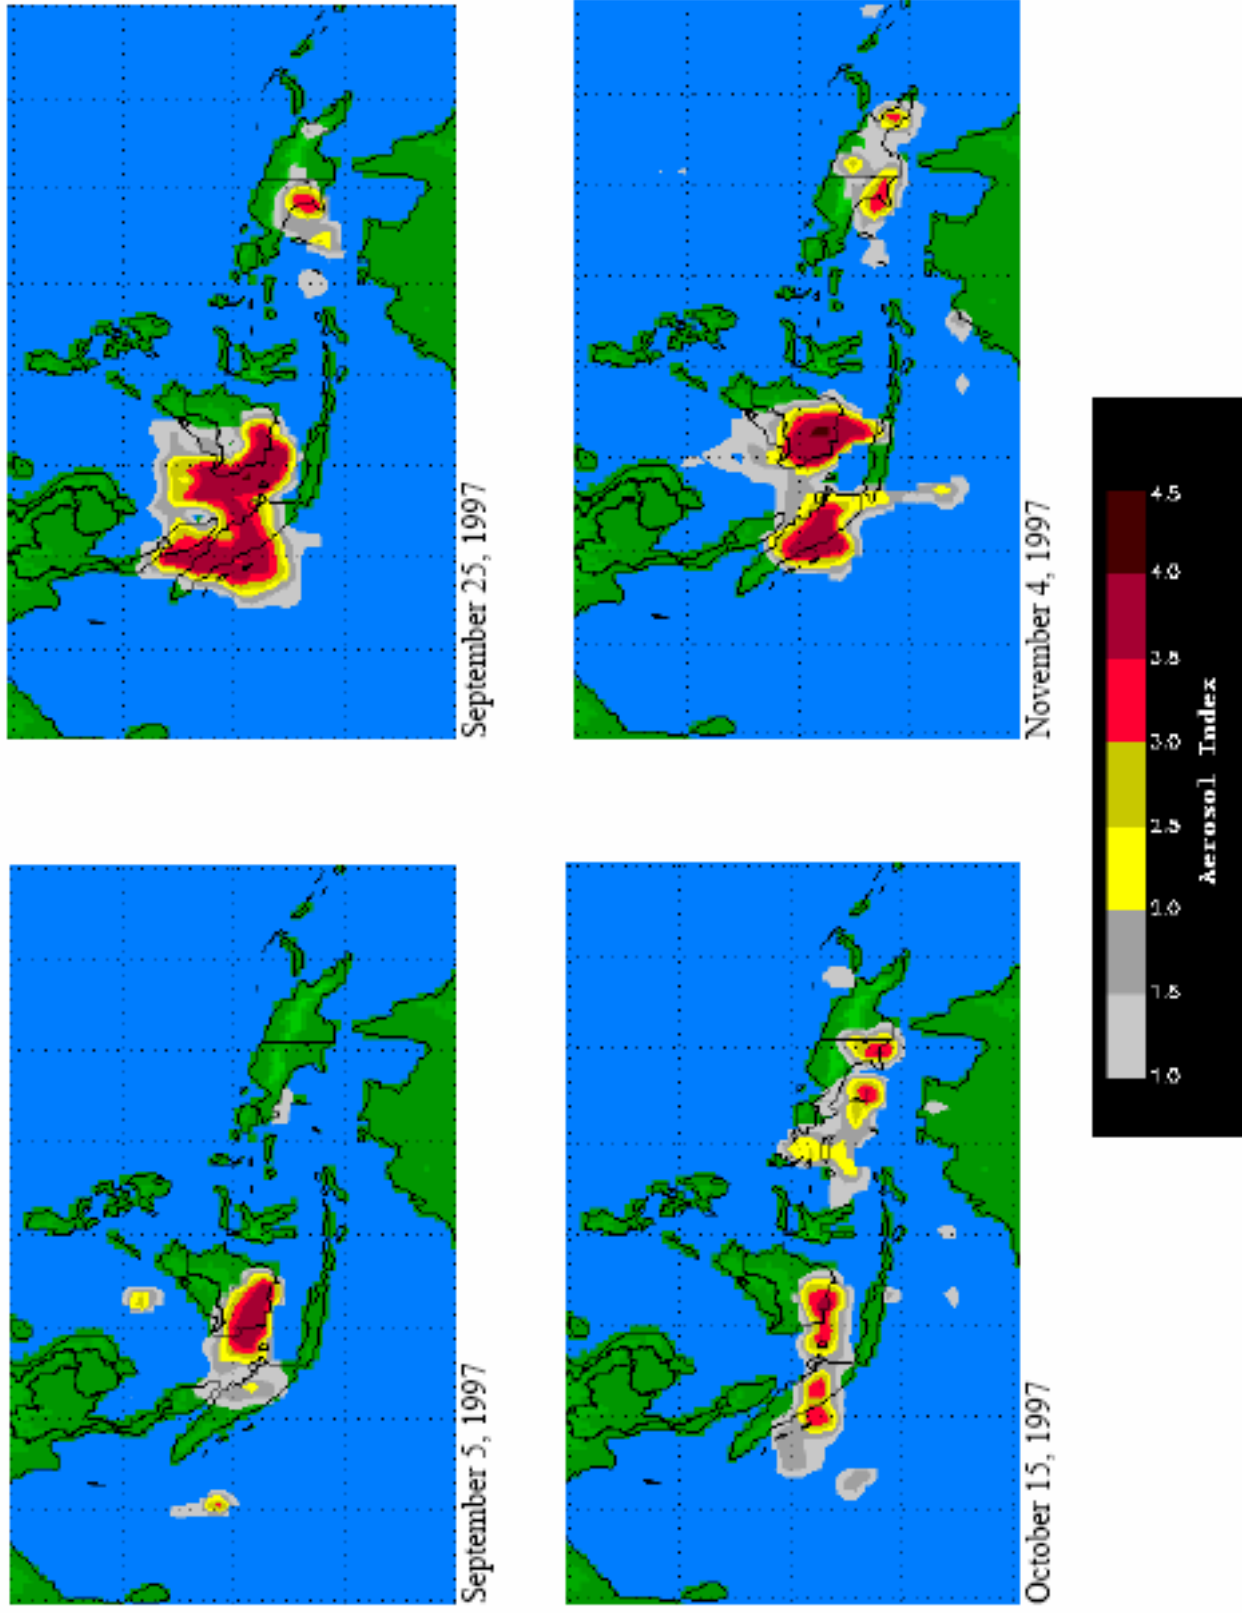 September 5, 1997
September 25, 1997
October 15, 1997
November 4, 1997
1.0 1.5 2.0 2.5 3.0 3.5 4.0 4.5
Aerosol Index